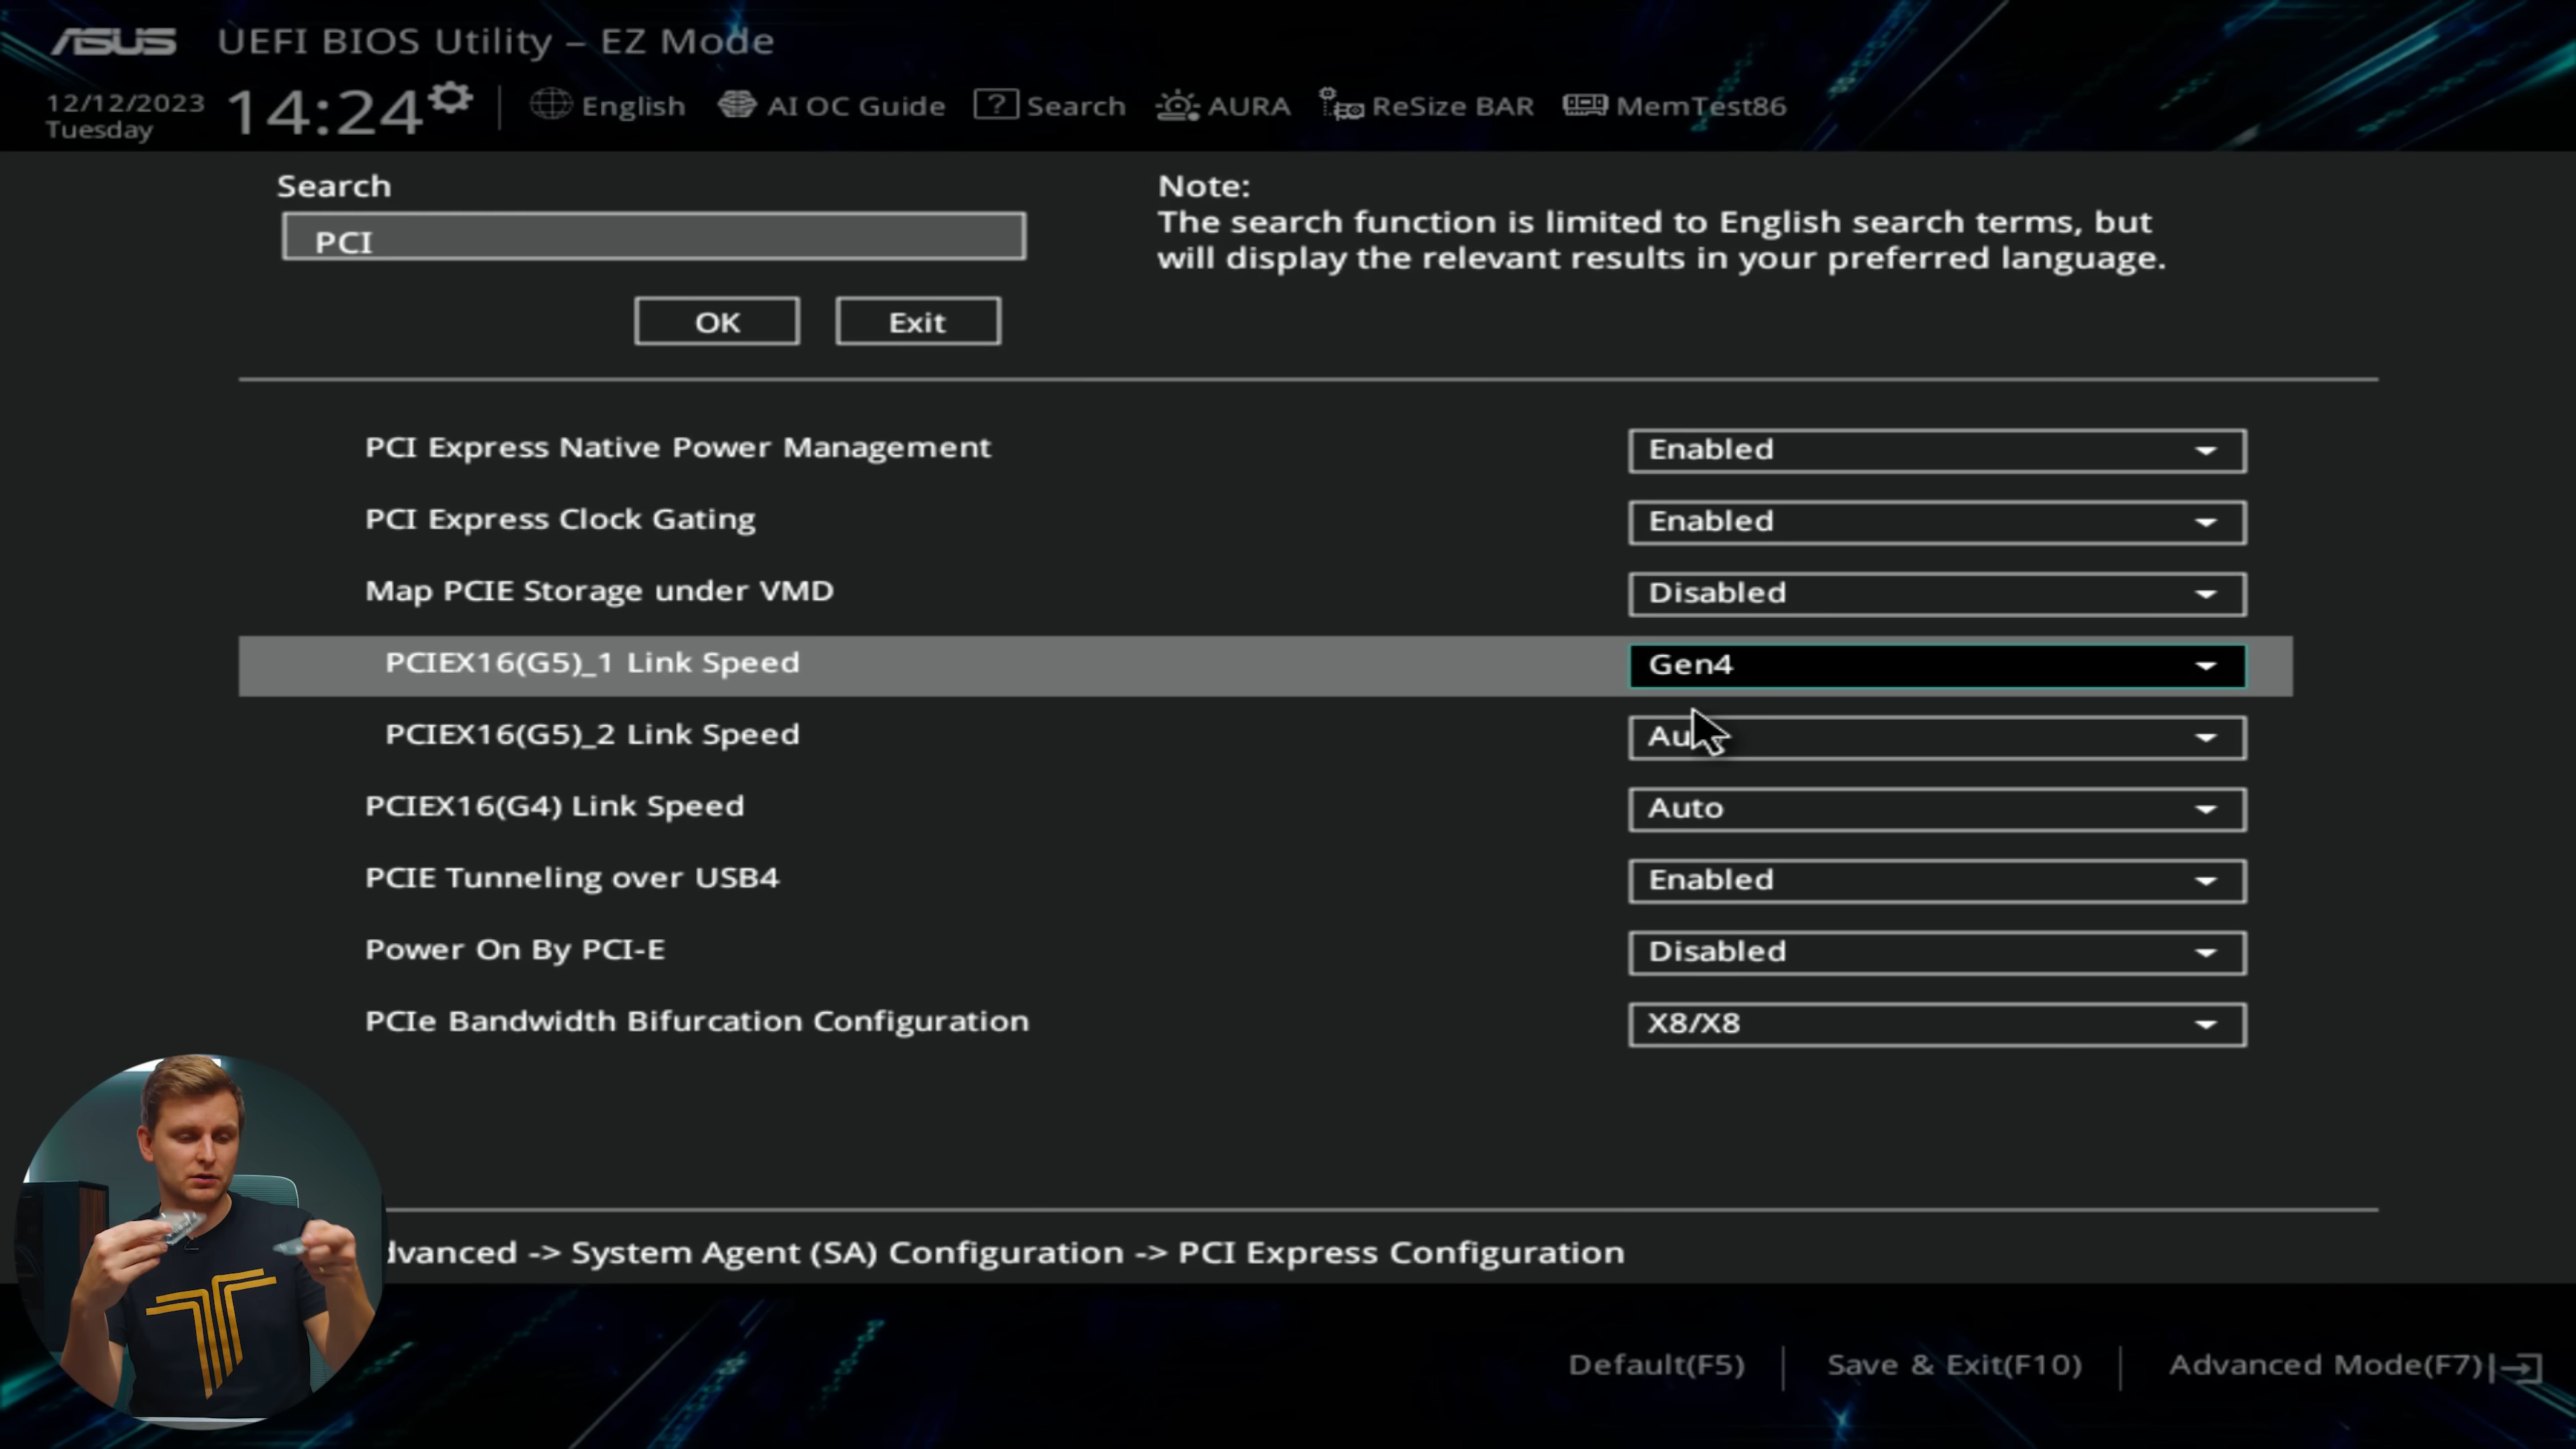 ASUS UEFI BIOS Utility – EZ Mode
12/12/2023
Tuesday
14:24
English
AI OC Guide
? Search
AURA
ReSize BAR
MemTest86
Search
PCI
OK
Exit
Note:
The search function is limited to English search terms, but
will display the relevant results in your preferred language.
PCI Express Native Power Management Enabled
PCI Express Clock Gating Enabled
Map PCIE Storage under VMD Disabled
PCIEX16(G5)_1 Link Speed Gen4
PCIEX16(G5)_2 Link Speed Au
PCIEX16(G4) Link Speed Auto
PCIE Tunneling over USB4 Enabled
Power On By PCI-E Disabled
PCIe Bandwidth Bifurcation Configuration X8/X8
dvanced -> System Agent (SA) Configuration -> PCI Express Configuration
Default(F5)
Save & Exit(F10)
Advanced Mode(F7)